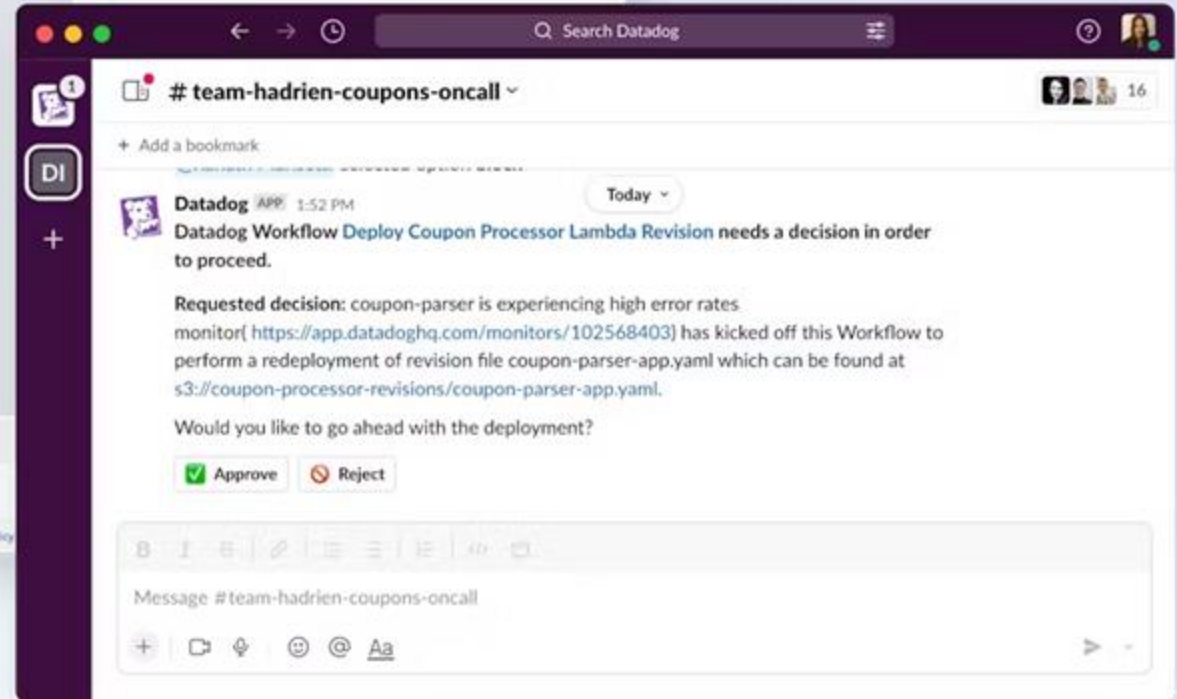 Search Datadog
1
# team-hadrien-coupons-oncall
16
DI
+ Add a bookmark
Today
Datadog APP 1:52 PM
Datadog Workflow Deploy Coupon Processor Lambda Revision needs a decision in order
to proceed.
Requested decision: coupon-parser is experiencing high error rates
monitor( https://app.datadoghq.com/monitors/102568403) has kicked off this Workflow to
perform a redeployment of revision file coupon-parser-app.yaml which can be found at
s3://coupon-processor-revisions/coupon-parser-app.yaml.
Would you like to go ahead with the deployment?
Approve Reject
B I S
Message #team-hadrien-coupons-oncall
Aa